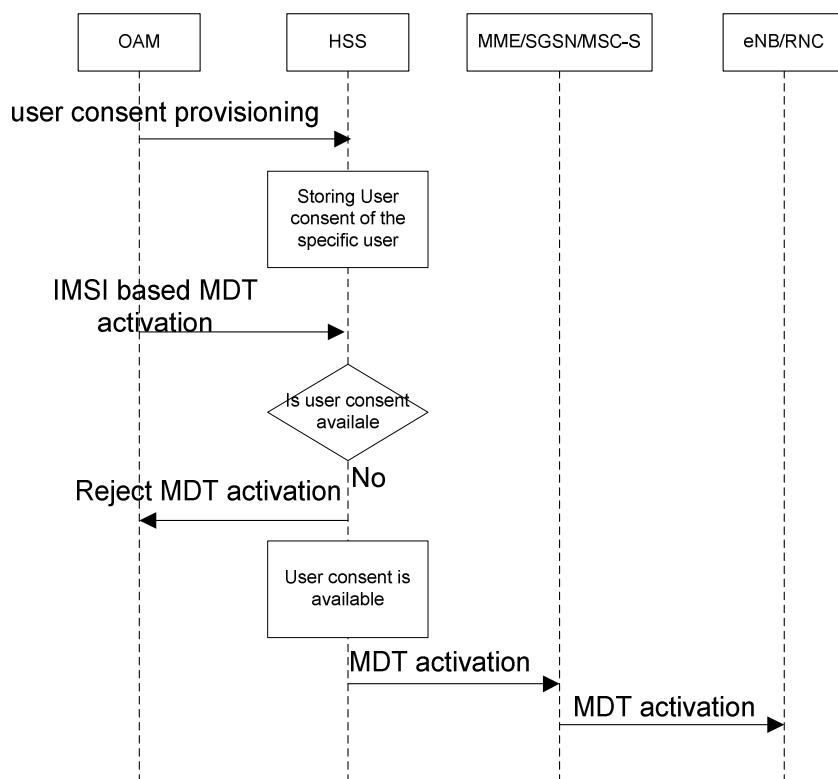 OAM
HSS
MME/SGSN/MSC-S
eNB/RNC
user consent provisioning
Storing User
consent of the
specific user
IMSI based MDT
activation
Is user consent
availale
No
Reject MDT activation
User consent is
available
MDT activation
MDT activation